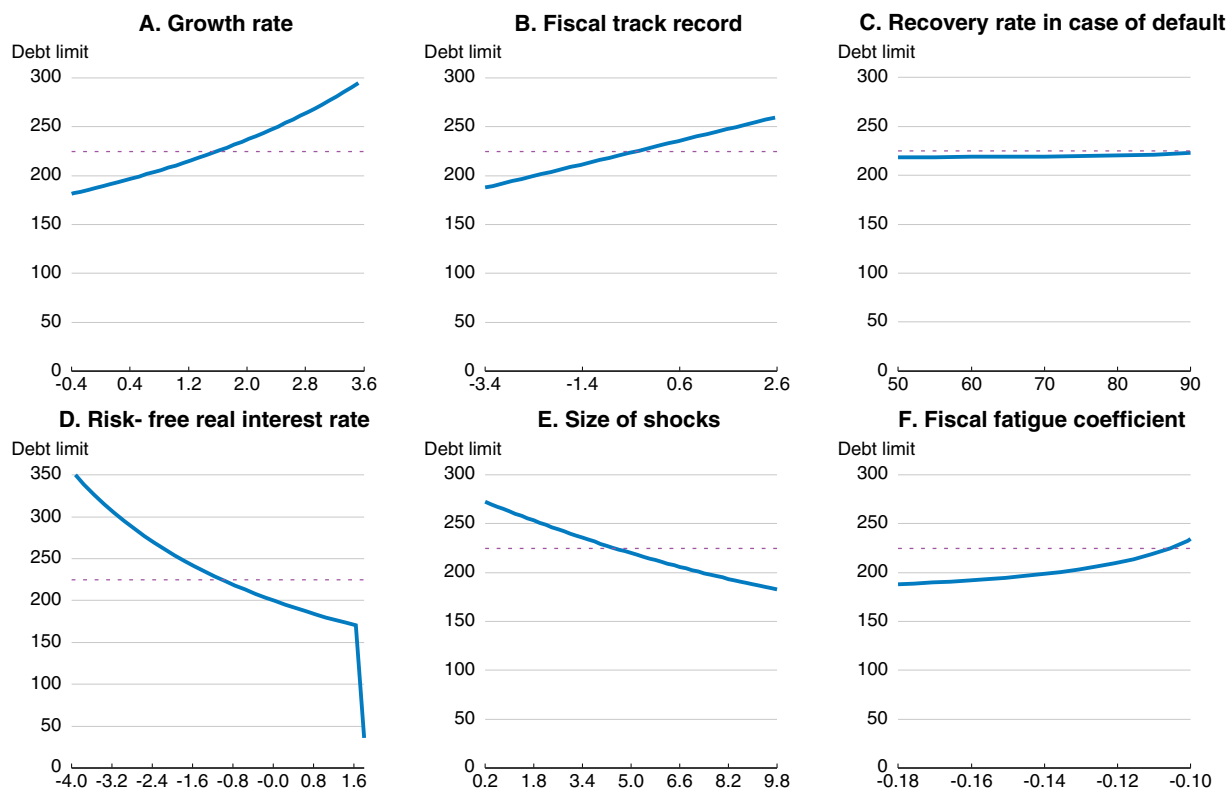 A. Growth rate
Debt limit
300
250
200
150
100
50
0
-0.4 0.4 1.2 2.0 2.8 3.6
B. Fiscal track record
Debt limit
300
250
200
150
100
50
0
-3.4 -1.4 0.6 2.6
C. Recovery rate in case of default
Debt limit
300
250
200
150
100
50
0
50 60 70 80 90
D. Risk- free real interest rate
Debt limit
350
300
250
200
150
100
50
0
-4.0 -3.2 -2.4 -1.6 -0.8 -0.0 0.8 1.6
E. Size of shocks
Debt limit
300
250
200
150
100
50
0
0.2 1.8 3.4 5.0 6.6 8.2 9.8
F. Fiscal fatigue coefficient
Debt limit
300
250
200
150
100
50
0
-0.18 -0.16 -0.14 -0.12 -0.10